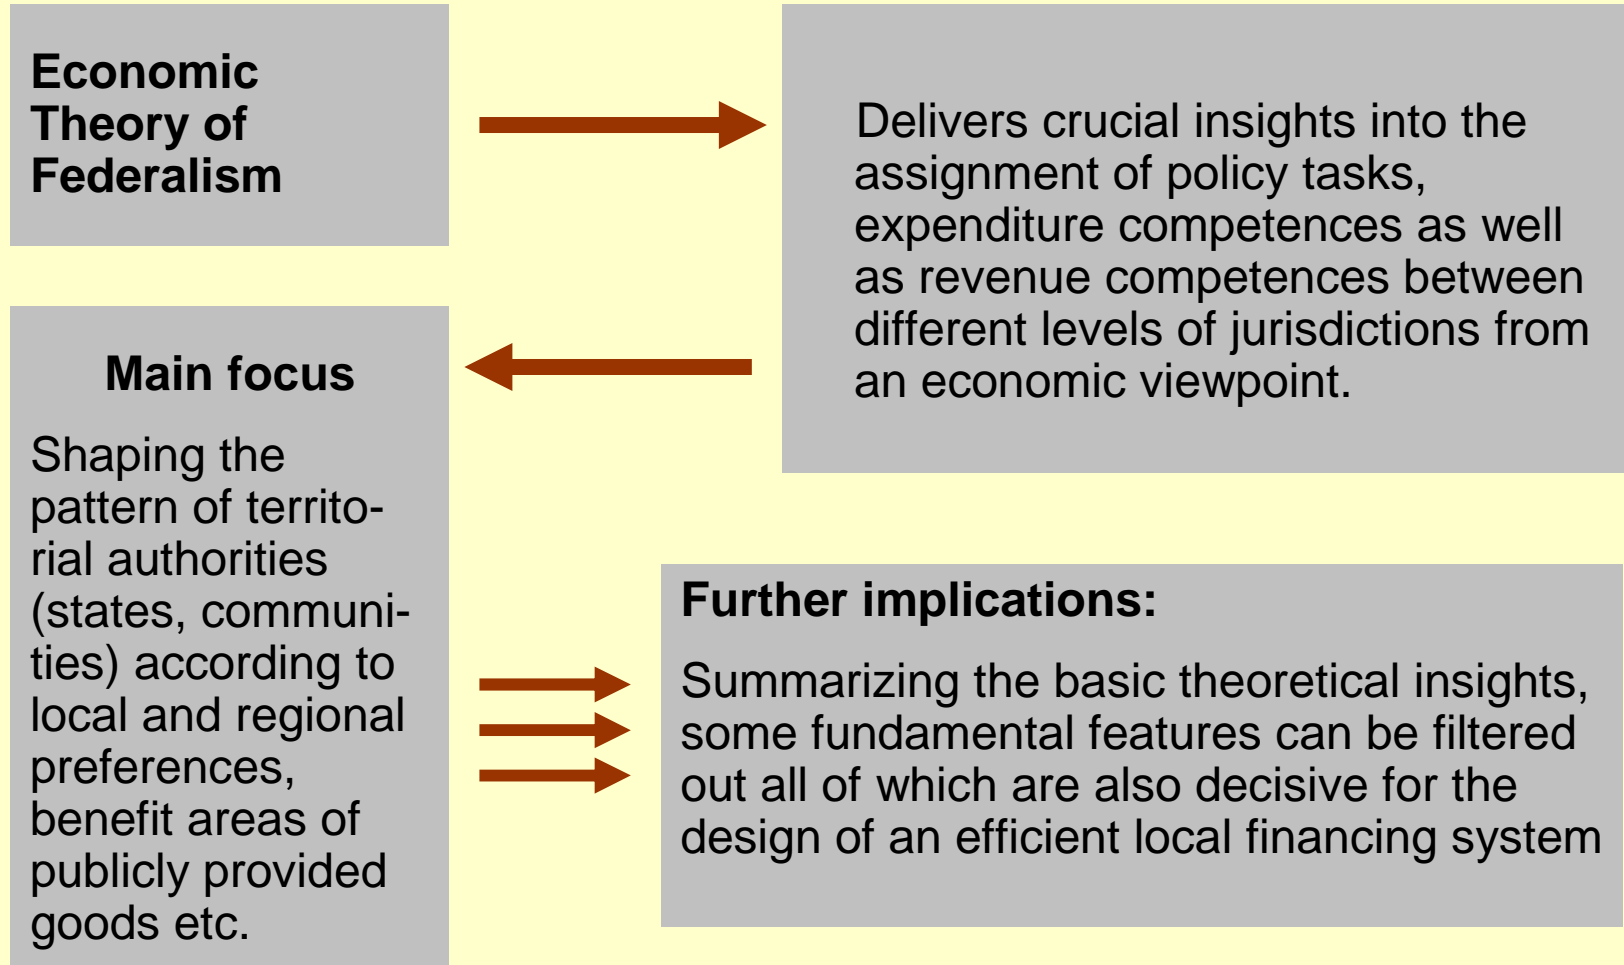 Economic
Theory of
Federalism
Delivers crucial insights into the
assignment of policy tasks,
expenditure competences as well
as revenue competences between
different levels of jurisdictions from
an economic viewpoint.
Main focus
Shaping the
pattern of territo-
rial authorities
(states, communi-
ties) according to
local and regional
preferences,
benefit areas of
publicly provided
goods etc.
Further implications:
Summarizing the basic theoretical insights,
some fundamental features can be filtered
out all of which are also decisive for the
design of an efficient local financing system